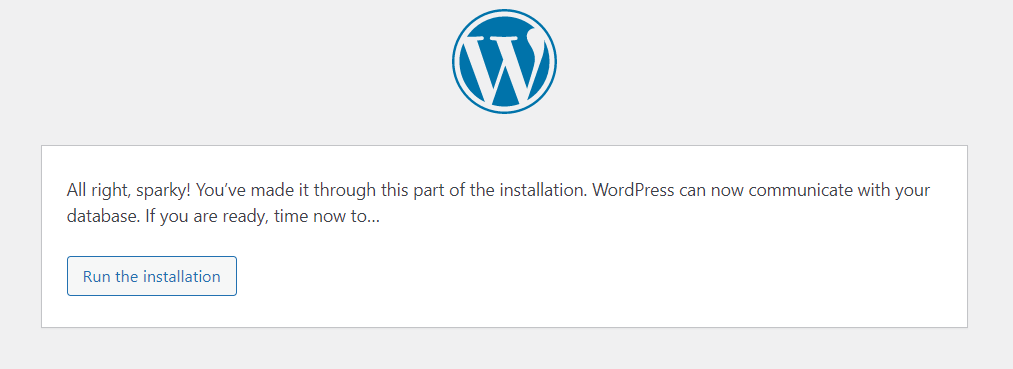 All right, sparky! You’ve made it through this part of the installation. WordPress can now communicate with your
database. If you are ready, time now to…
Run the installation